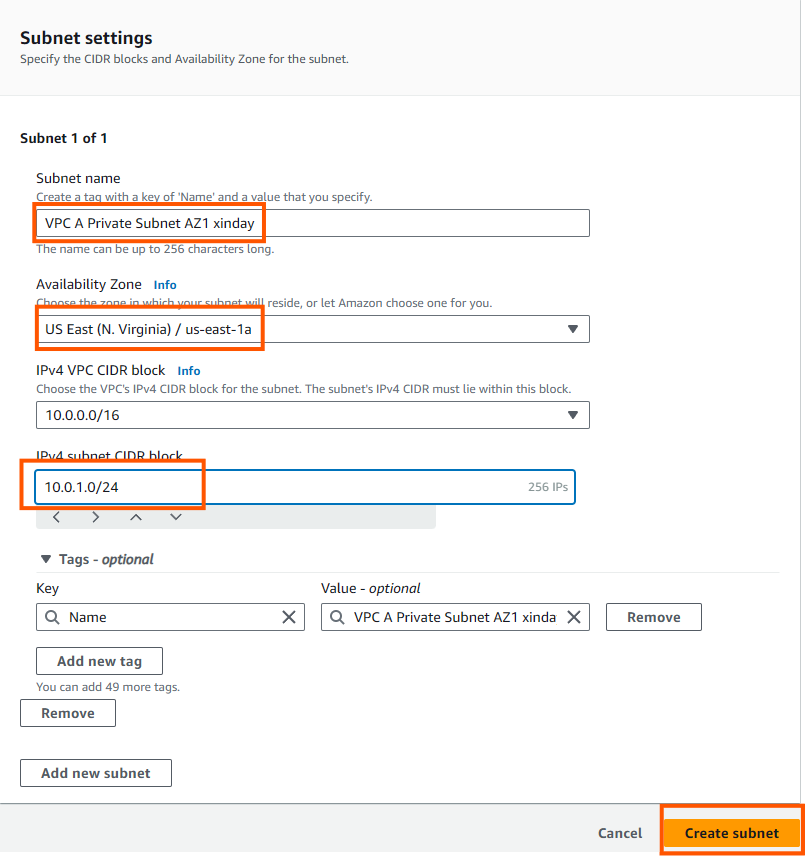 Subnet settings
Specify the CIDR blocks and Availability Zone for the subnet.
Subnet 1 of 1
Subnet name
Create a tag with a key of 'Name' and a value that you specify.
VPC A Private Subnet AZ1 xinday
The name can be up to 256 characters long.
Availability Zone Info
Choose the zone in which your subnet will reside, or let Amazon choose one for you.
US East (N. Virginia) / us-east-1a
IPv4 VPC CIDR block Info
Choose the VPC's IPv4 CIDR block for the subnet. The subnet's IPv4 CIDR must lie within this block.
10.0.0.0/16
IPv4 subnet CIDR block
10.0.1.0/24 256 IPs
Tags - optional
Key Value - optional
Name VPC A Private Subnet AZ1 xinda Remove
Add new tag
You can add 49 more tags.
Remove
Add new subnet
Cancel Create subnet